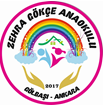 ZEHRA GÖKÇE ANAOKULU
2017
GÖLBAŞI - ANKARA